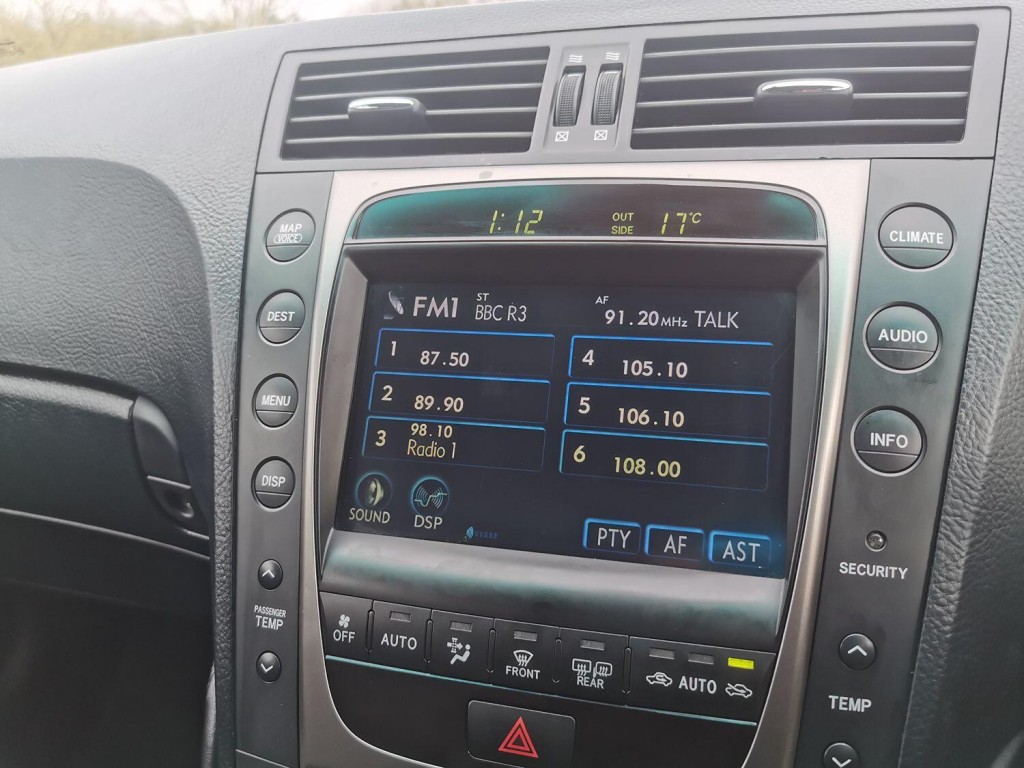 1:12 OUT SIDE 17°C
MAP
VOICE
DEST
MENU
DISP
PASSENGER
TEMP
FM1 ST BBC R3 AF 91.20 MHz TALK
1 87.50
2 89.90
3 98.10
Radio 1
4 105.10
5 106.10
6 108.00
SOUND
DSP
PTY AF AST
CLIMATE
AUDIO
INFO
SECURITY
TEMP
OFF
AUTO
FRONT
REAR
AUTO